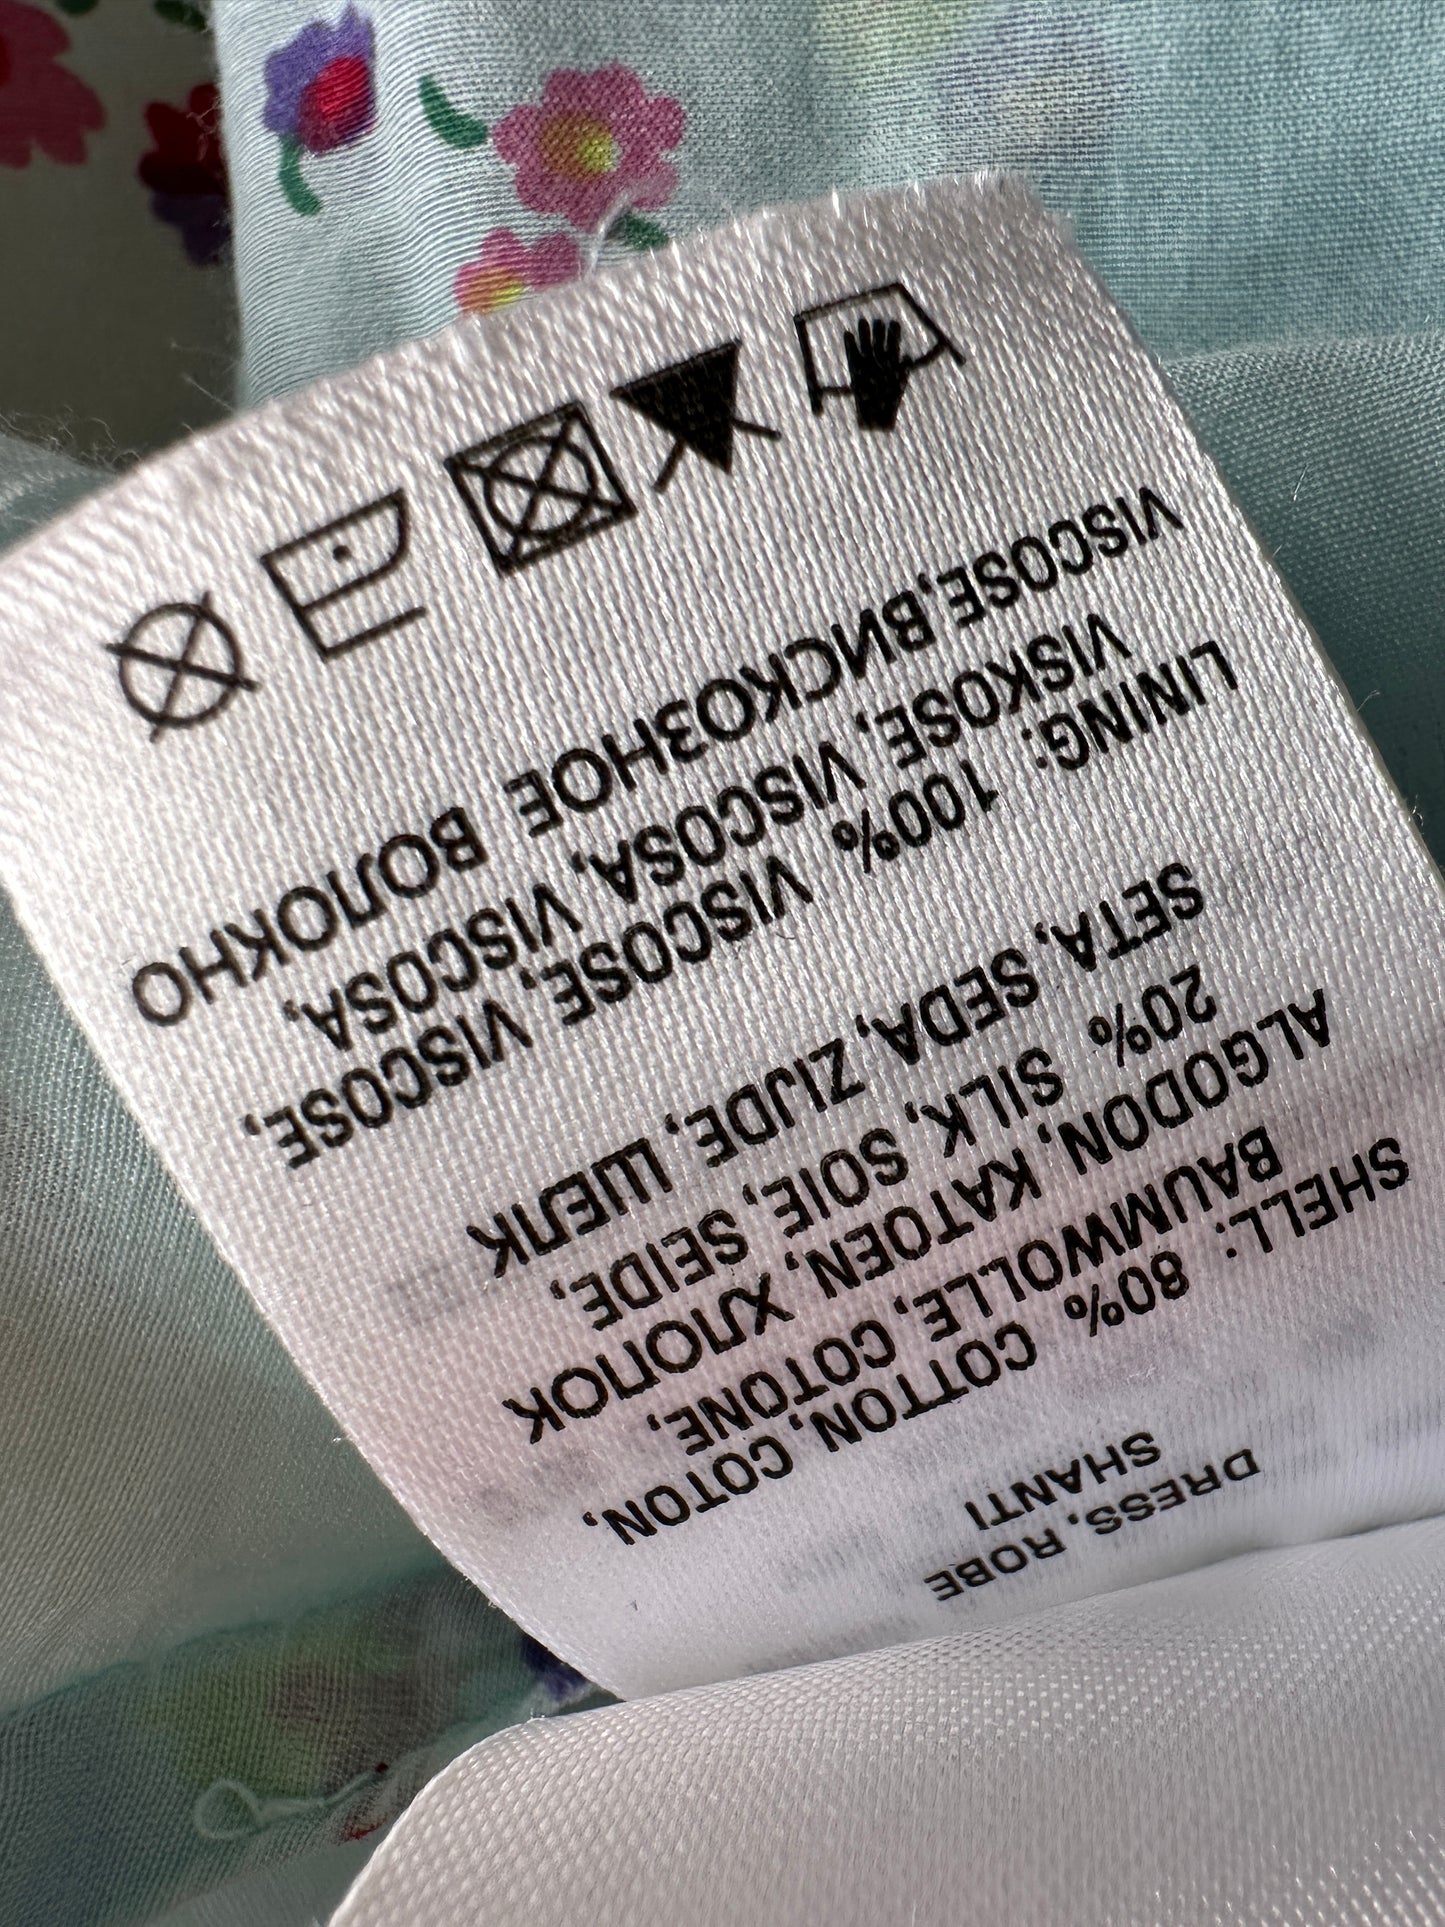 DRESS, ROBE
SHANTI
SHELL: 80% COTTON, COTON,
BAUMWOLLE, COTONE,
ALGODON, KATOEN, ХЛОПОК
20% SILK, SOIE, SEIDE,
SETA, SEDA, ZIJDE, ШЕЛК
LINING: 100% VISCOSE, VISCOSE,
VISKOSE, VISCOSA, VISCOSA,
VISCOSE,ВИСКОЗНОЕ ВОЛОКНО